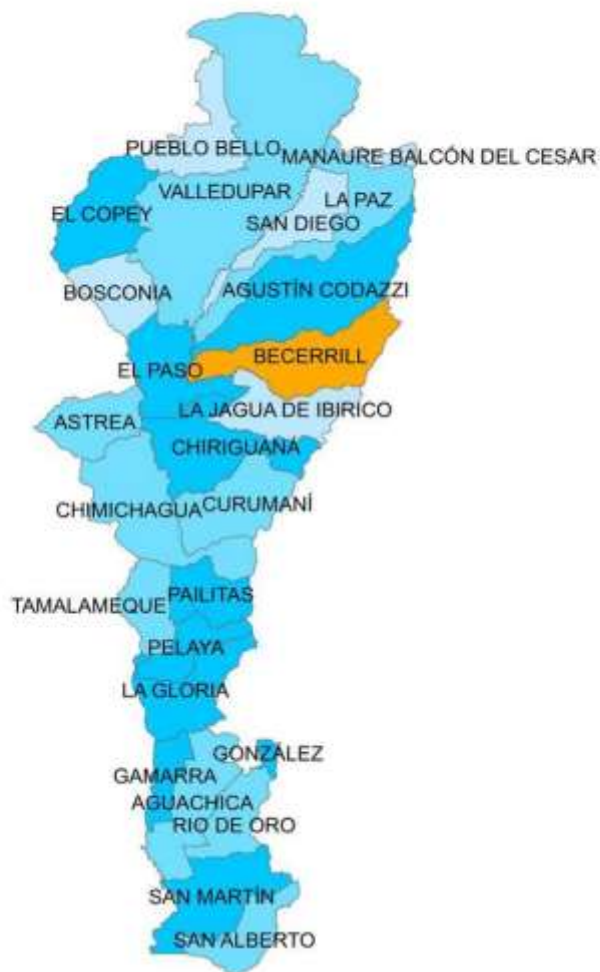 PUEBLO BELLO
MANAURE BALCÓN DEL CESAR
VALLEDUPAR
LA PAZ
EL COPEY
SAN DIEGO
BOSCONIA
AGUSTÍN CODAZZI
BECERRILL
EL PASO
LA JAGUA DE IBIRICO
ASTREA
CHIRIGUANA
CHIMICHAGUA
CURUMANÍ
PAILITAS
TAMALAMEQUE
PELAYA
LA GLORIA
GONZÁLEZ
GAMARRA
AGUACHICA
RIO DE ORO
SAN MARTÍN
SAN ALBERTO